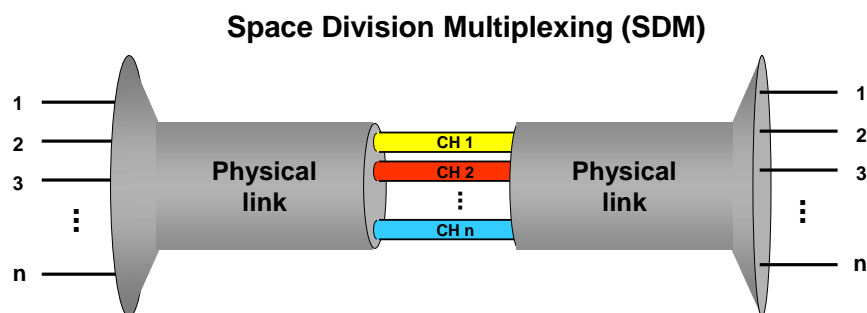 Space Division Multiplexing (SDM)
1
2
3
...
n
Physical
link
CH 1
CH 2
...
CH n
Physical
link
1
2
3
...
n